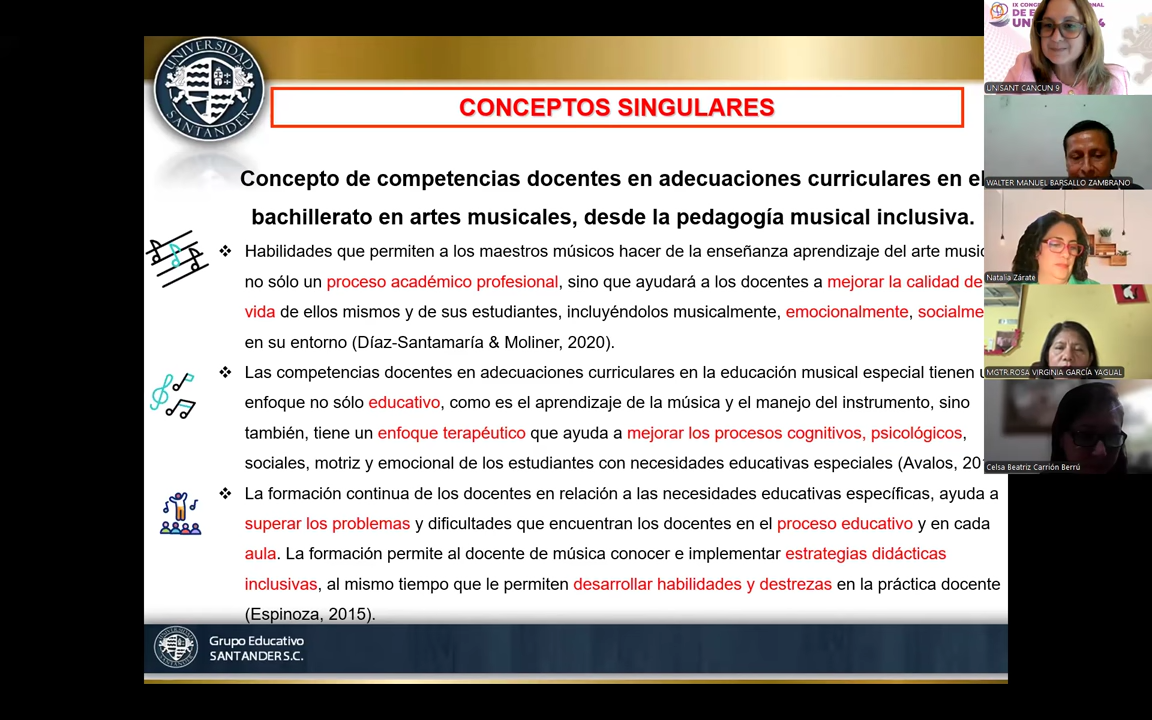 UNIVERSIDAD
SANTANDER
CONCEPTOS SINGULARES
Concepto de competencias docentes en adecuaciones curriculares en el
bachillerato en artes musicales, desde la pedagogía musical inclusiva.
❖ Habilidades que permiten a los maestros músicos hacer de la enseñanza aprendizaje del arte music
no sólo un proceso académico profesional, sino que ayudará a los docentes a mejorar la calidad de
vida de ellos mismos y de sus estudiantes, incluyéndolos musicalmente, emocionalmente, socialme
en su entorno (Díaz-Santamaría & Moliner, 2020).
❖ Las competencias docentes en adecuaciones curriculares en la educación musical especial tienen u
enfoque no sólo educativo, como es el aprendizaje de la música y el manejo del instrumento, sino
también, tiene un enfoque terapéutico que ayuda a mejorar los procesos cognitivos, psicológicos,
sociales, motriz y emocional de los estudiantes con necesidades educativas especiales (Avalos,
❖ La formación continua de los docentes en relación a las necesidades educativas específicas, ayuda a
superar los problemas y dificultades que encuentran los docentes en el proceso educativo y en cada
aula. La formación permite al docente de música conocer e implementar estrategias didácticas
inclusivas, al mismo tiempo que le permiten desarrollar habilidades y destrezas en la práctica docente
(Espinoza, 2015).
Grupo Educativo
SANTANDER S.C.
IX CONG
DE E
UN
UNISANT CANCUN 9
WALTER MANUEL BARSALLO ZAMBRANO
Natalia Zárate
MGTR.ROSA VIRGINIA GARCÍA YAGUAL
Celsa Beatriz Carrión Berrú